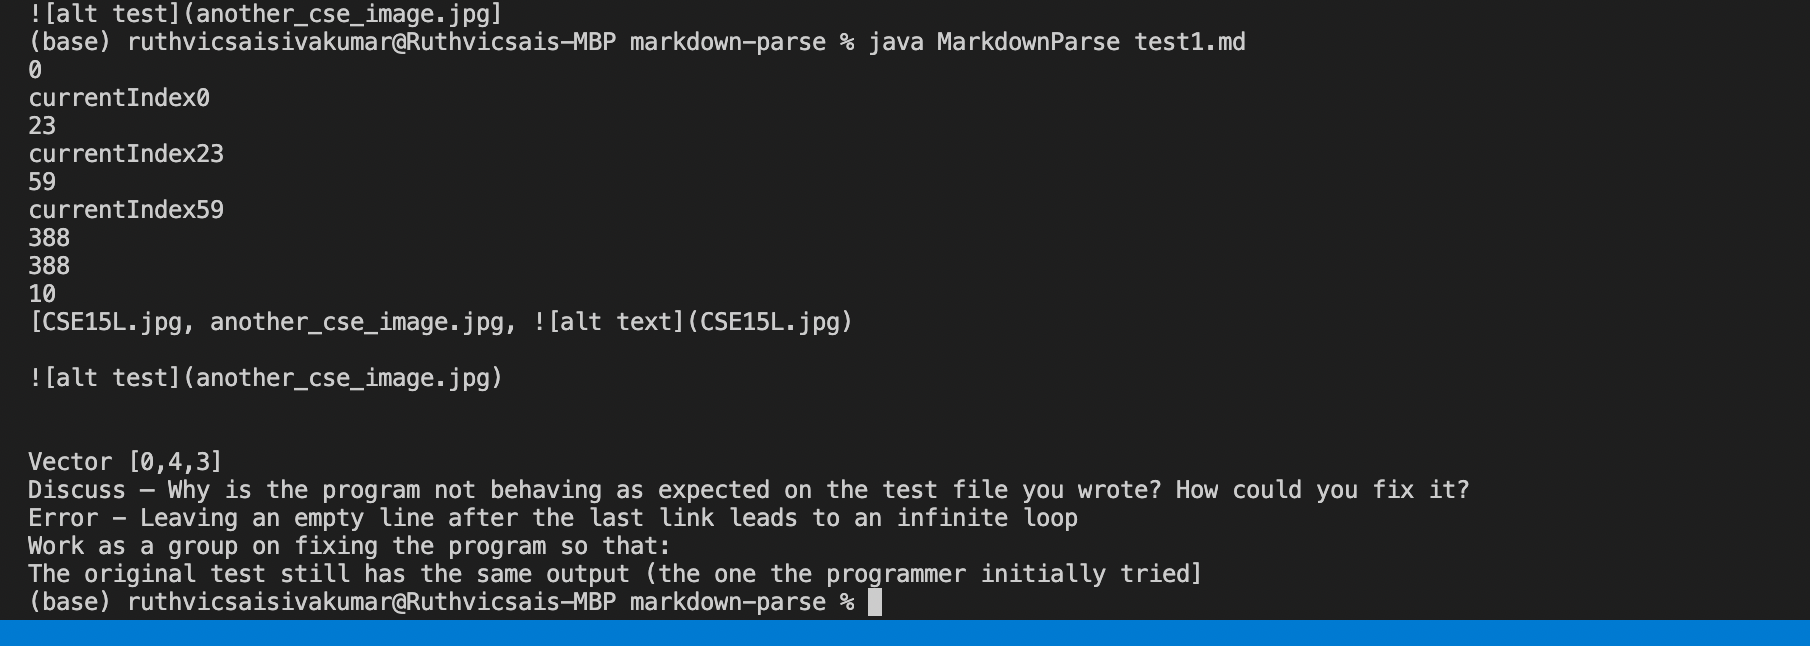 ![alt test](another_cse_image.jpg]
(base) ruthvicsaisivakumar@Ruthvicsais-MBP markdown-parse % java MarkdownParse test1.md
0
currentIndex0
23
currentIndex23
59
currentIndex59
388
388
10
[CSE15L.jpg, another_cse_image.jpg, ![alt text](CSE15L.jpg)
![alt test](another_cse_image.jpg)
Vector [0,4,3]
Discuss – Why is the program not behaving as expected on the test file you wrote? How could you fix it?
Error – Leaving an empty line after the last link leads to an infinite loop
Work as a group on fixing the program so that:
The original test still has the same output (the one the programmer initially tried]
(base) ruthvicsaisivakumar@Ruthvicsais-MBP markdown-parse %